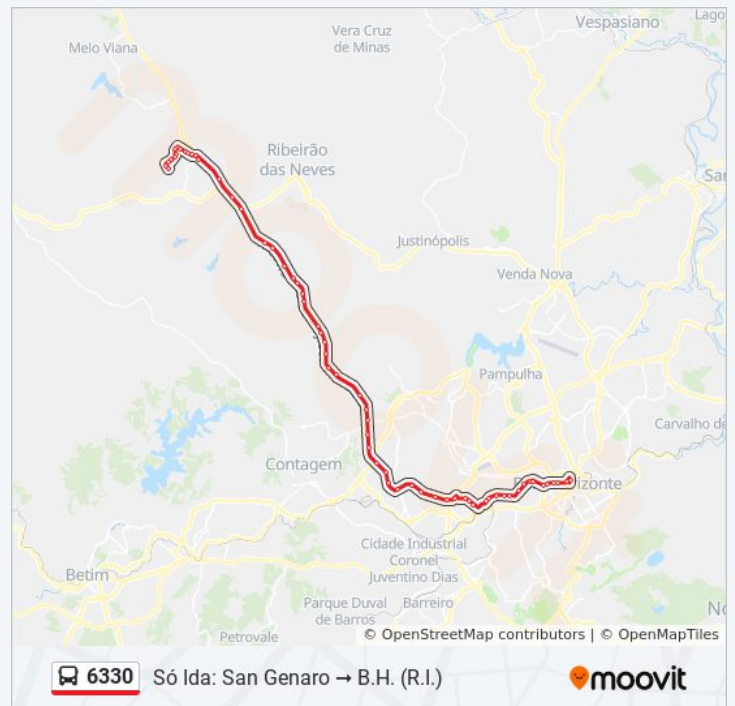 Vespasiano
Lago
Vera Cruz
de Minas
Melo Viana
Ribeirão
das Neves
San
Justinópolis
Venda Nova
Pampulha
Carvalho de
Contagem
Cidade Industrial
Coronel
Juventino Dias
Betim
Parque Duval
de Barros
Barreiro
Petrovale
© OpenStreetMap contributors | © OpenMapTiles
6330 Só Ida: San Genaro → B.H. (R.I.)
moovit